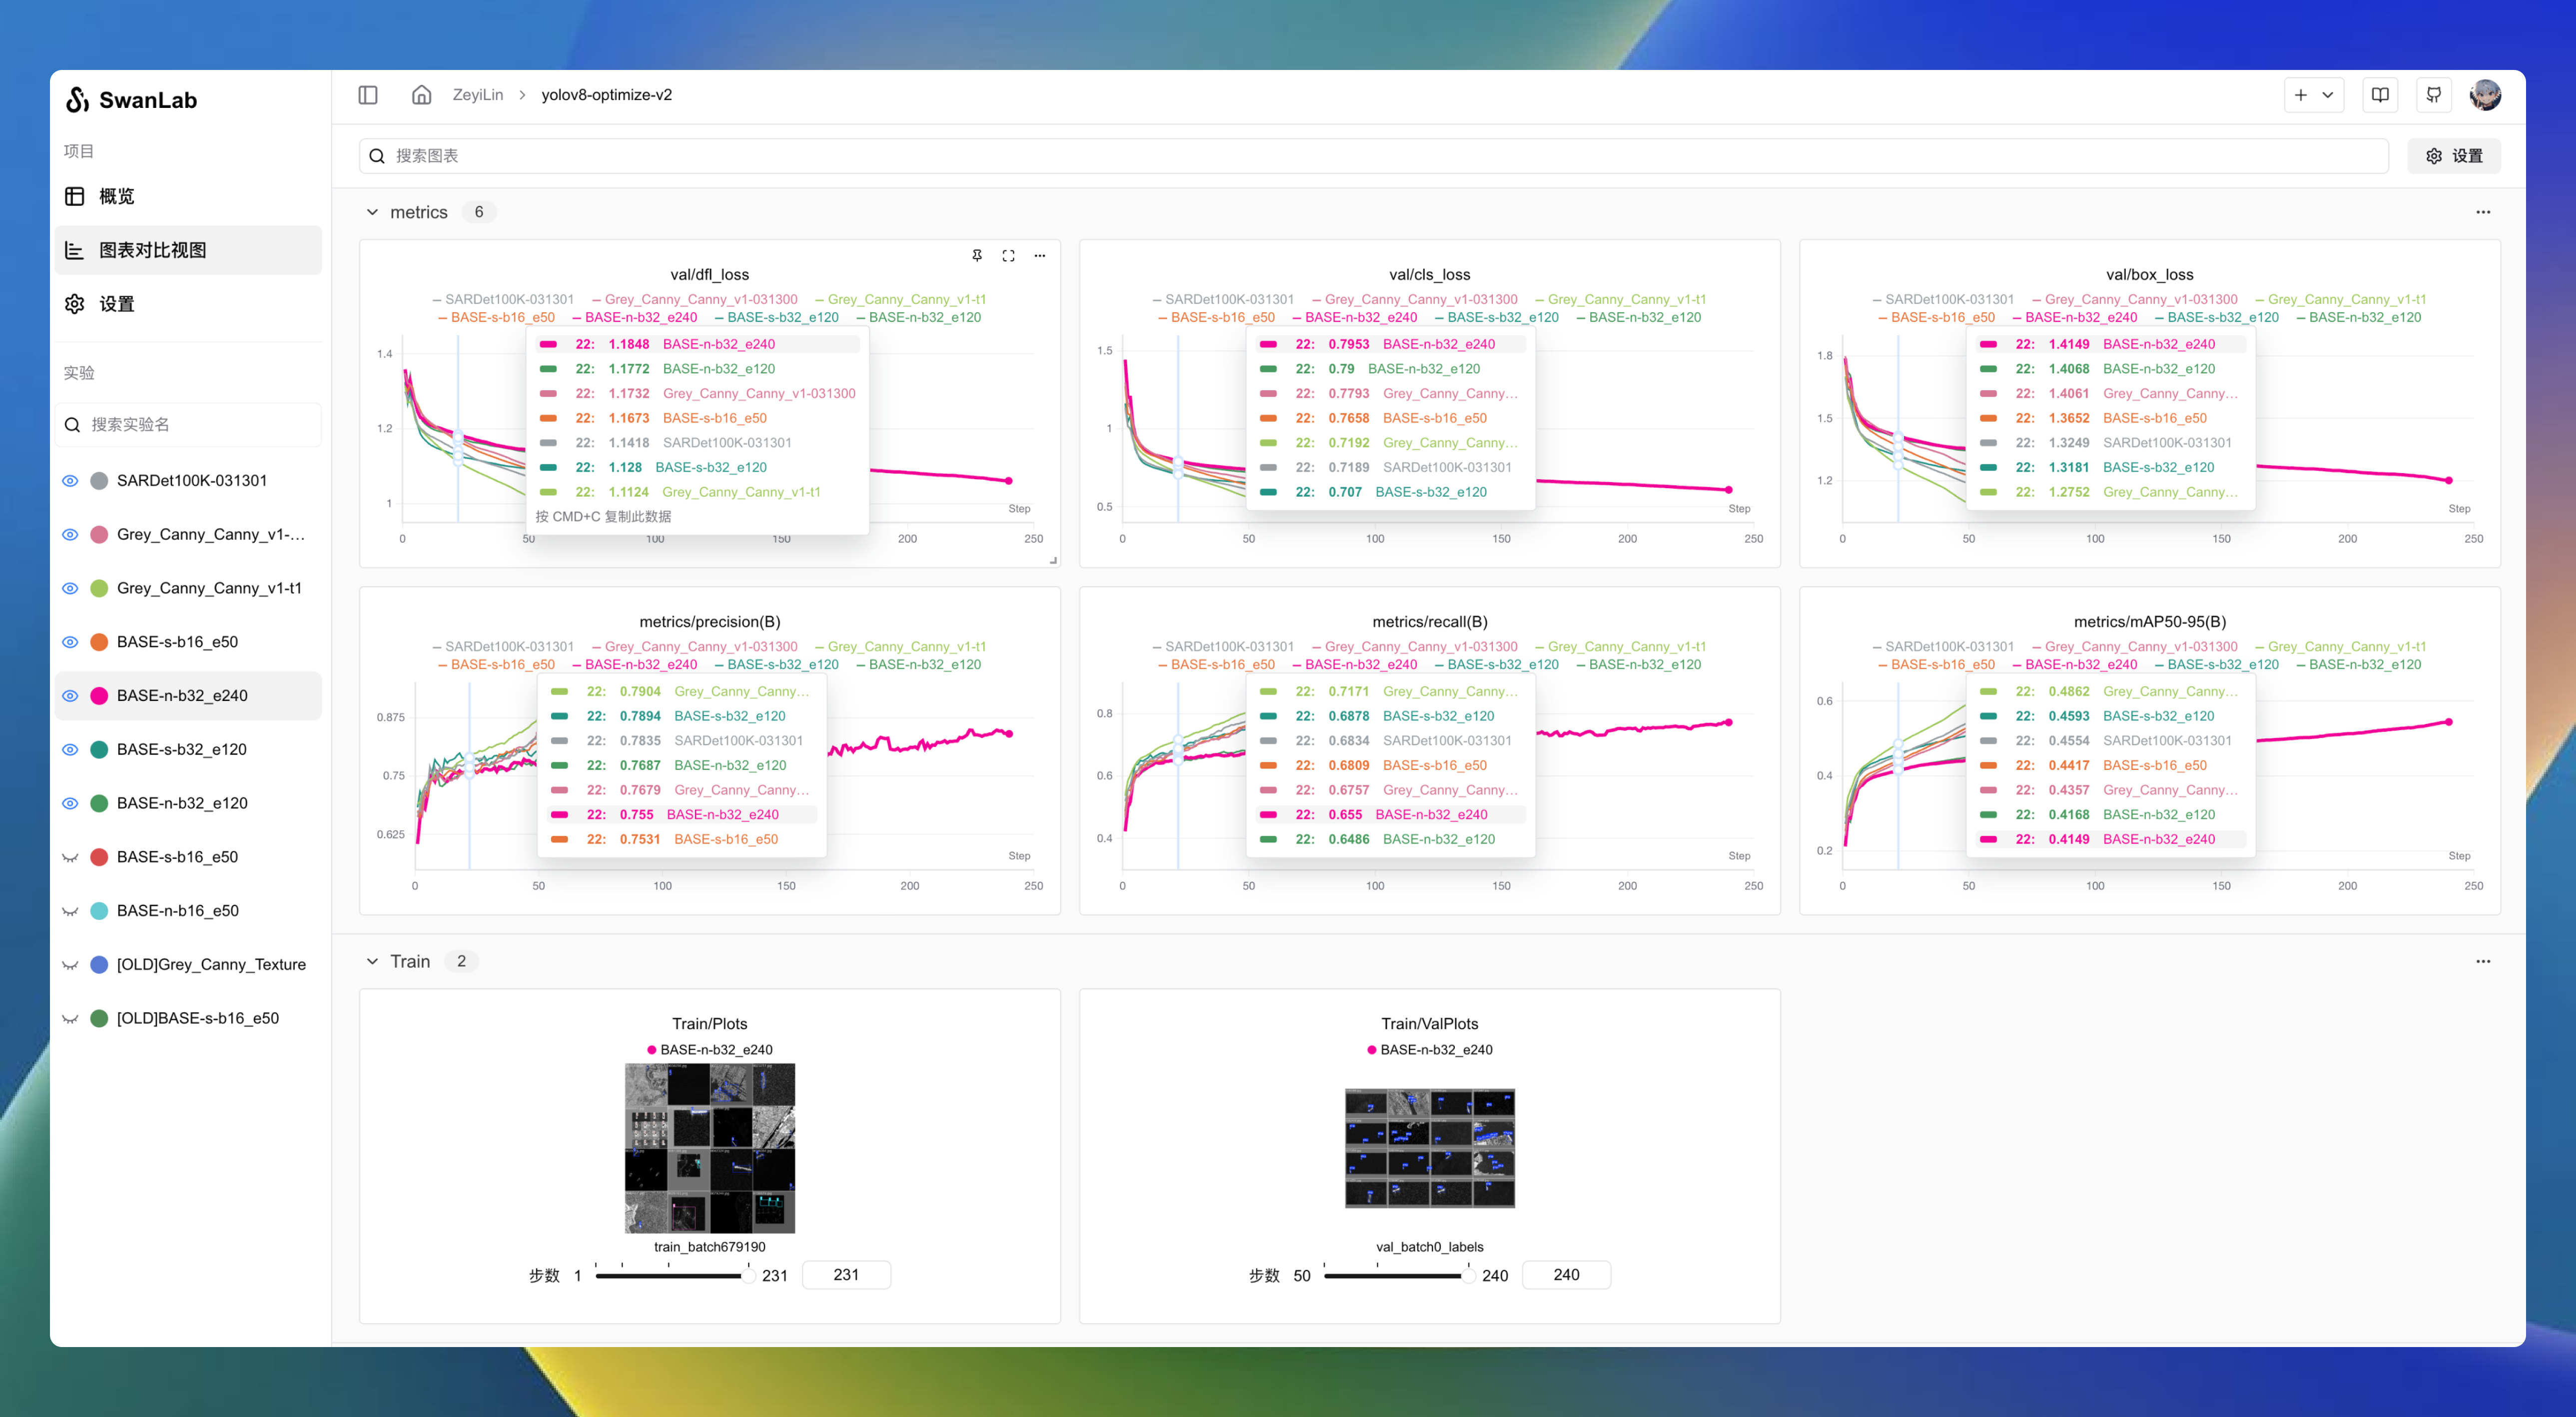 SwanLab
项目
概览
图表对比视图
设置
实验
搜索实验名
SARDet100K-031301
Grey_Canny_Canny_v1-...
Grey_Canny_Canny_v1-t1
BASE-s-b16_e50
BASE-n-b32_e240
BASE-s-b32_e120
BASE-n-b32_e120
BASE-s-b16_e50
BASE-n-b16_e50
[OLD]Grey_Canny_Texture
[OLD]BASE-s-b16_e50
ZeyiLin > yolov8-optimize-v2
搜索图表
设置
metrics 6
val/dfl_loss
SARDet100K-031301 Grey_Canny_Canny_v1-031300 Grey_Canny_Canny_v1-t1
BASE-s-b16_e50 BASE-n-b32_e240 BASE-s-b32_e120 BASE-n-b32_e120
22: 1.1848 BASE-n-b32_e240
22: 1.1772 BASE-n-b32_e120
22: 1.1732 Grey_Canny_Canny_v1-031300
22: 1.1673 BASE-s-b16_e50
22: 1.1418 SARDet100K-031301
22: 1.128 BASE-s-b32_e120
22: 1.1124 Grey_Canny_Canny_v1-t1
按 CMD+C 复制此数据
1.4
1.2
1
Step
0 50 100 150 200 250
val/cls_loss
SARDet100K-031301 Grey_Canny_Canny_v1-031300 Grey_Canny_Canny_v1-t1
BASE-s-b16_e50 BASE-n-b32_e240 BASE-s-b32_e120 BASE-n-b32_e120
22: 0.7953 BASE-n-b32_e240
22: 0.79 BASE-n-b32_e120
22: 0.7793 Grey_Canny_Canny...
22: 0.7658 BASE-s-b16_e50
22: 0.7192 Grey_Canny_Canny...
22: 0.7189 SARDet100K-031301
22: 0.707 BASE-s-b32_e120
1.5
1
0.5
Step
0 50 100 150 200 250
val/box_loss
SARDet100K-031301 Grey_Canny_Canny_v1-031300 Grey_Canny_Canny_v1-t1
BASE-s-b16_e50 BASE-n-b32_e240 BASE-s-b32_e120 BASE-n-b32_e120
22: 1.4149 BASE-n-b32_e240
22: 1.4068 BASE-n-b32_e120
22: 1.4061 Grey_Canny_Canny...
22: 1.3652 BASE-s-b16_e50
22: 1.3249 SARDet100K-031301
22: 1.3181 BASE-s-b32_e120
22: 1.2752 Grey_Canny_Canny...
1.8
1.5
1.2
Step
0 50 100 150 200 250
metrics/precision(B)
SARDet100K-031301 Grey_Canny_Canny_v1-031300 Grey_Canny_Canny_v1-t1
BASE-s-b16_e50 BASE-n-b32_e240 BASE-s-b32_e120 BASE-n-b32_e120
22: 0.7904 Grey_Canny_Canny...
22: 0.7894 BASE-s-b32_e120
22: 0.7835 SARDet100K-031301
22: 0.7687 BASE-n-b32_e120
22: 0.7679 Grey_Canny_Canny...
22: 0.755 BASE-n-b32_e240
22: 0.7531 BASE-s-b16_e50
0.875
0.75
0.625
Step
0 50 100 150 200 250
metrics/recall(B)
SARDet100K-031301 Grey_Canny_Canny_v1-031300 Grey_Canny_Canny_v1-t1
BASE-s-b16_e50 BASE-n-b32_e240 BASE-s-b32_e120 BASE-n-b32_e120
22: 0.7171 Grey_Canny_Canny...
22: 0.6878 BASE-s-b32_e120
22: 0.6834 SARDet100K-031301
22: 0.6809 BASE-s-b16_e50
22: 0.6757 Grey_Canny_Canny...
22: 0.655 BASE-n-b32_e240
22: 0.6486 BASE-n-b32_e120
0.8
0.6
0.4
Step
0 50 100 150 200 250
metrics/mAP50-95(B)
SARDet100K-031301 Grey_Canny_Canny_v1-031300 Grey_Canny_Canny_v1-t1
BASE-s-b16_e50 BASE-n-b32_e240 BASE-s-b32_e120 BASE-n-b32_e120
22: 0.4862 Grey_Canny_Canny...
22: 0.4593 BASE-s-b32_e120
22: 0.4554 SARDet100K-031301
22: 0.4417 BASE-s-b16_e50
22: 0.4357 Grey_Canny_Canny...
22: 0.4168 BASE-n-b32_e120
22: 0.4149 BASE-n-b32_e240
0.6
0.4
0.2
Step
0 50 100 150 200 250
Train 2
Train/Plots
BASE-n-b32_e240
train_batch679190
步数 1 231 231
Train/ValPlots
BASE-n-b32_e240
val_batch0_labels
步数 50 240 240